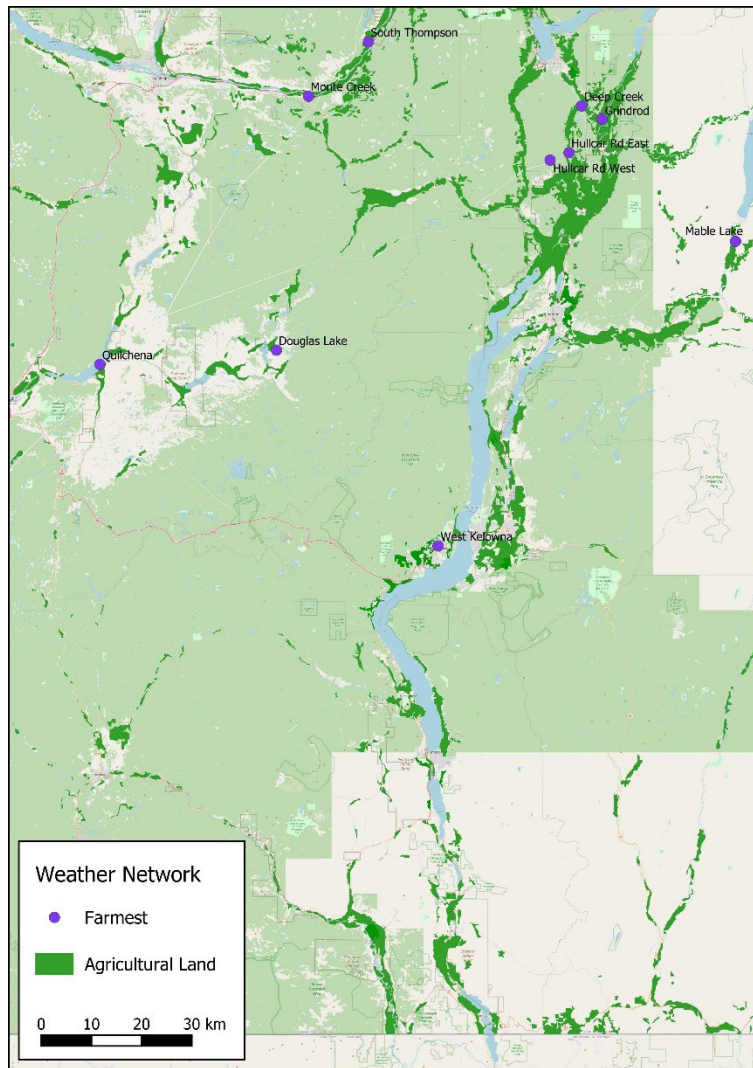 South Thompson
Monte Creek
Deep Creek
Grindrod
Hullcar Rd East
Hullcar Rd West
Mable Lake
Douglas Lake
Quilchena
West Kelowna
Weather Network
Farmest
Agricultural Land
0 10 20 30 km